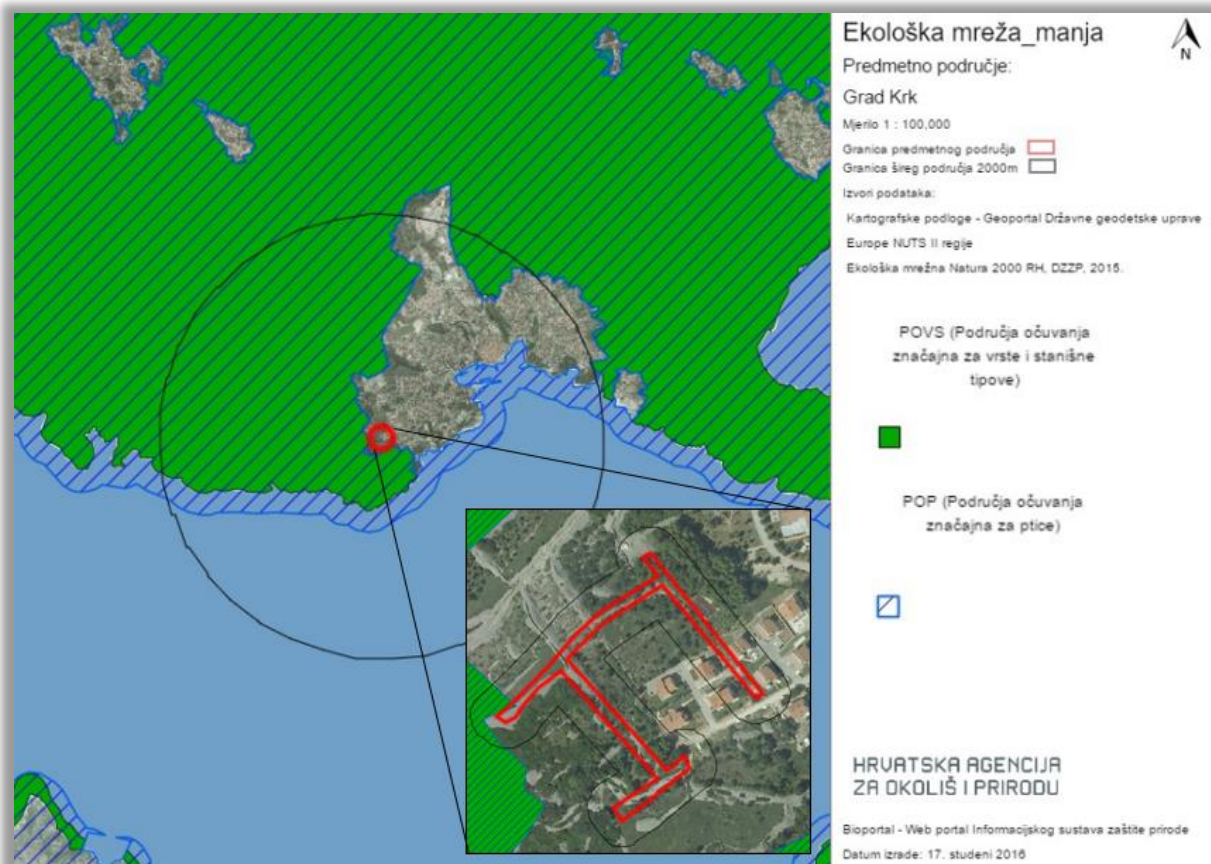 Ekološka mreža_manja
N
Predmetno područje:
Grad Krk
Mjerilo 1 : 100,000
Granica predmetnog područja
Granica šireg područja 2000m
Izvori podataka:
Kartografske podloge - Geoportal Državne geodetske uprave
Europe NUTS II regije
Ekološka mrežna Natura 2000 RH, DZZP, 2015.
POVS (Područja očuvanja
značajna za vrste i stanišne
tipove)
POP (Područja očuvanja
značajna za ptice)
HRVATSKA AGENCIJA
ZA OKOLIŠ I PRIRODU
Bioportal - Web portal Informacijskog sustava zaštite prirode
Datum izrade: 17. studeni 2016